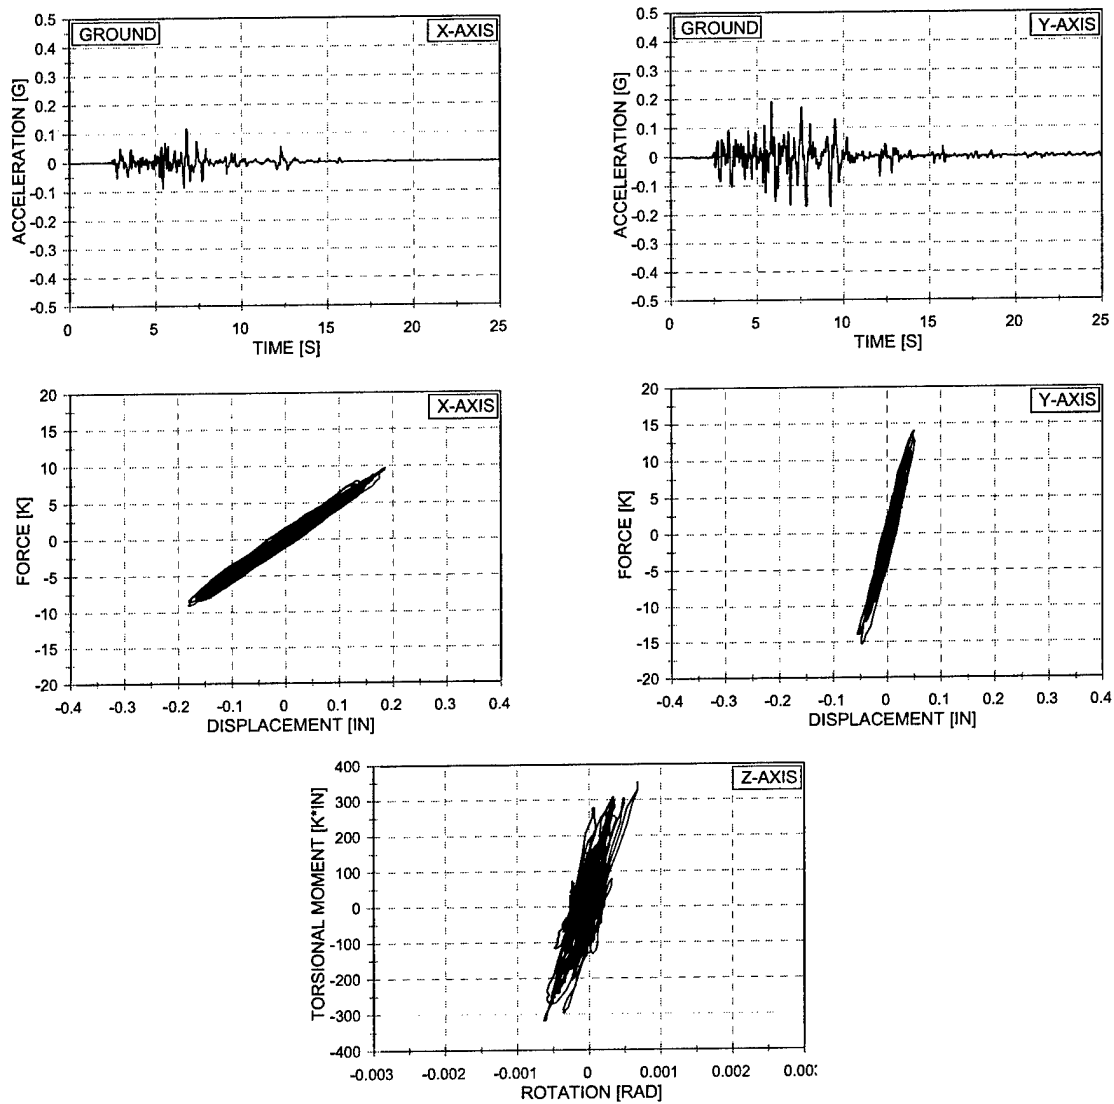 GROUND
X-AXIS
0.5
0.4
0.3
0.2
0.1
0
-0.1
-0.2
-0.3
-0.4
-0.5
ACCELERATION [G]
0 5 10 15 20 25
TIME [S]
GROUND
Y-AXIS
0.5
0.4
0.3
0.2
0.1
0
-0.1
-0.2
-0.3
-0.4
-0.5
ACCELERATION [G]
0 5 10 15 20 25
TIME [S]
X-AXIS
20
15
10
5
0
-5
-10
-15
-20
FORCE [K]
-0.4 -0.3 -0.2 -0.1 0 0.1 0.2 0.3 0.4
DISPLACEMENT [IN]
Y-AXIS
20
15
10
5
0
-5
-10
-15
-20
FORCE [K]
-0.4 -0.3 -0.2 -0.1 0 0.1 0.2 0.3 0.4
DISPLACEMENT [IN]
Z-AXIS
400
300
200
100
0
-100
-200
-300
-400
TORSIONAL MOMENT [K*IN]
-0.003 -0.002 -0.001 0 0.001 0.002
ROTATION [RAD]